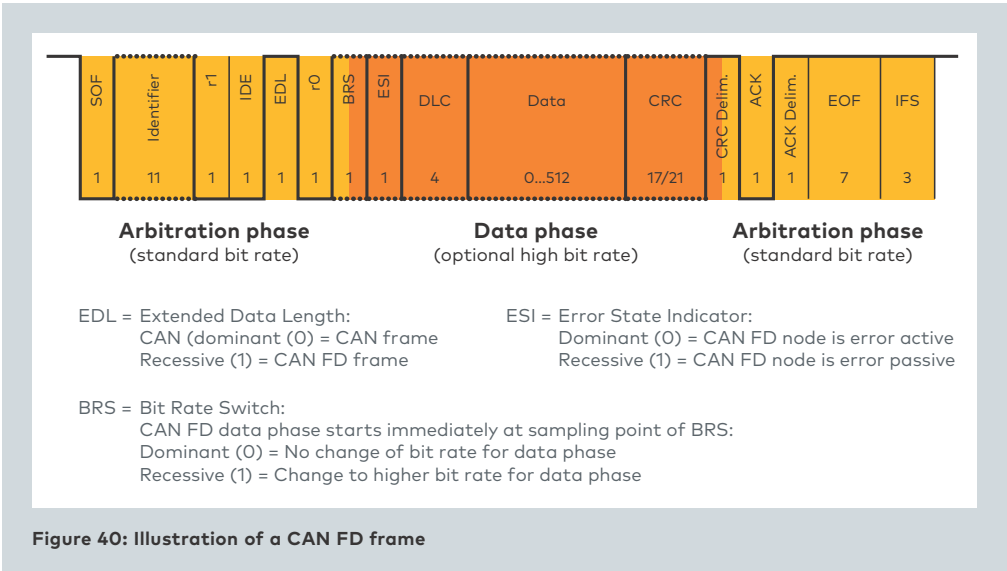 SOF
Identifier
r1
IDE
EDL
r0
BRS
ESI
DLC
Data
CRC
CRC Delim.
ACK
ACK Delim.
EOF
IFS
1 11 1 1 1 1 1 1 4 0...512 17/21 1 1 1 7 3
Arbitration phase
(standard bit rate)
Data phase
(optional high bit rate)
Arbitration phase
(standard bit rate)
EDL = Extended Data Length:
CAN (dominant (0) = CAN frame
Recessive (1) = CAN FD frame
ESI = Error State Indicator:
Dominant (0) = CAN FD node is error active
Recessive (1) = CAN FD node is error passive
BRS = Bit Rate Switch:
CAN FD data phase starts immediately at sampling point of BRS:
Dominant (0) = No change of bit rate for data phase
Recessive (1) = Change to higher bit rate for data phase
Figure 40: Illustration of a CAN FD frame